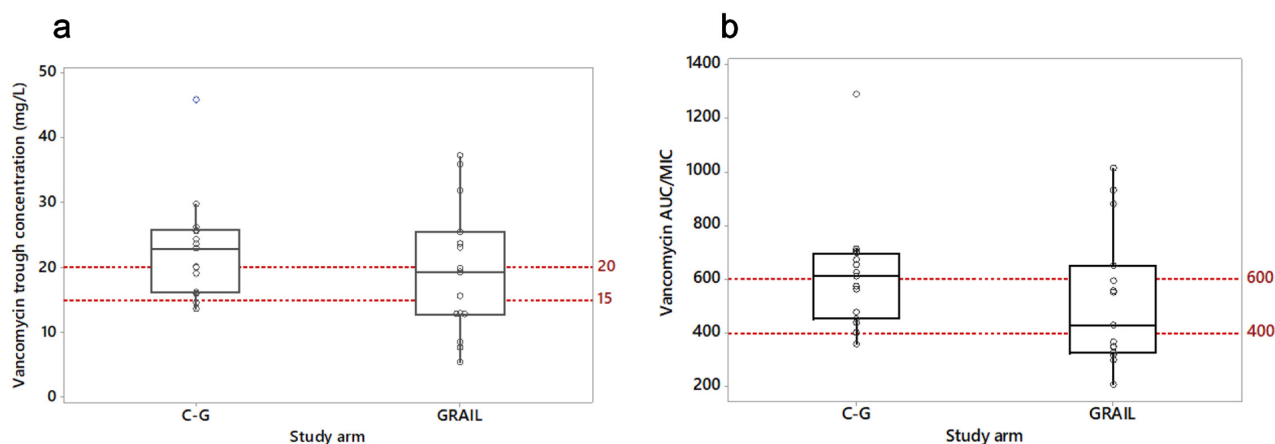 a
Vancomycin trough concentration (mg/L)
50
40
30
20
10
0
20
15
C-G
GRAIL
Study arm
b
Vancomycin AUC/MIC
1400
1200
1000
800
600
400
200
600
400
C-G
GRAIL
Study arm